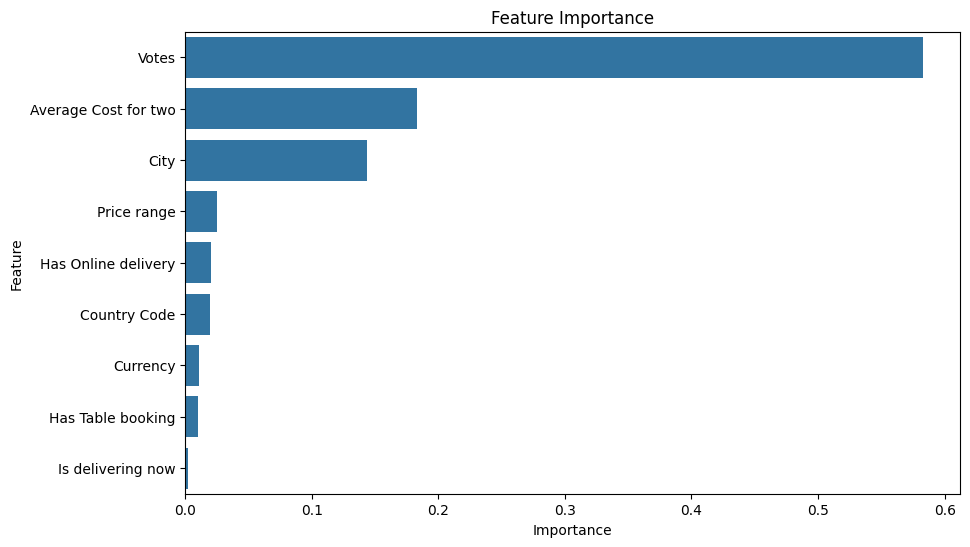 Feature Importance
Votes
Average Cost for two
City
Price range
Has Online delivery
Country Code
Currency
Has Table booking
Is delivering now
Feature
0.0 0.1 0.2 0.3 0.4 0.5 0.6
Importance